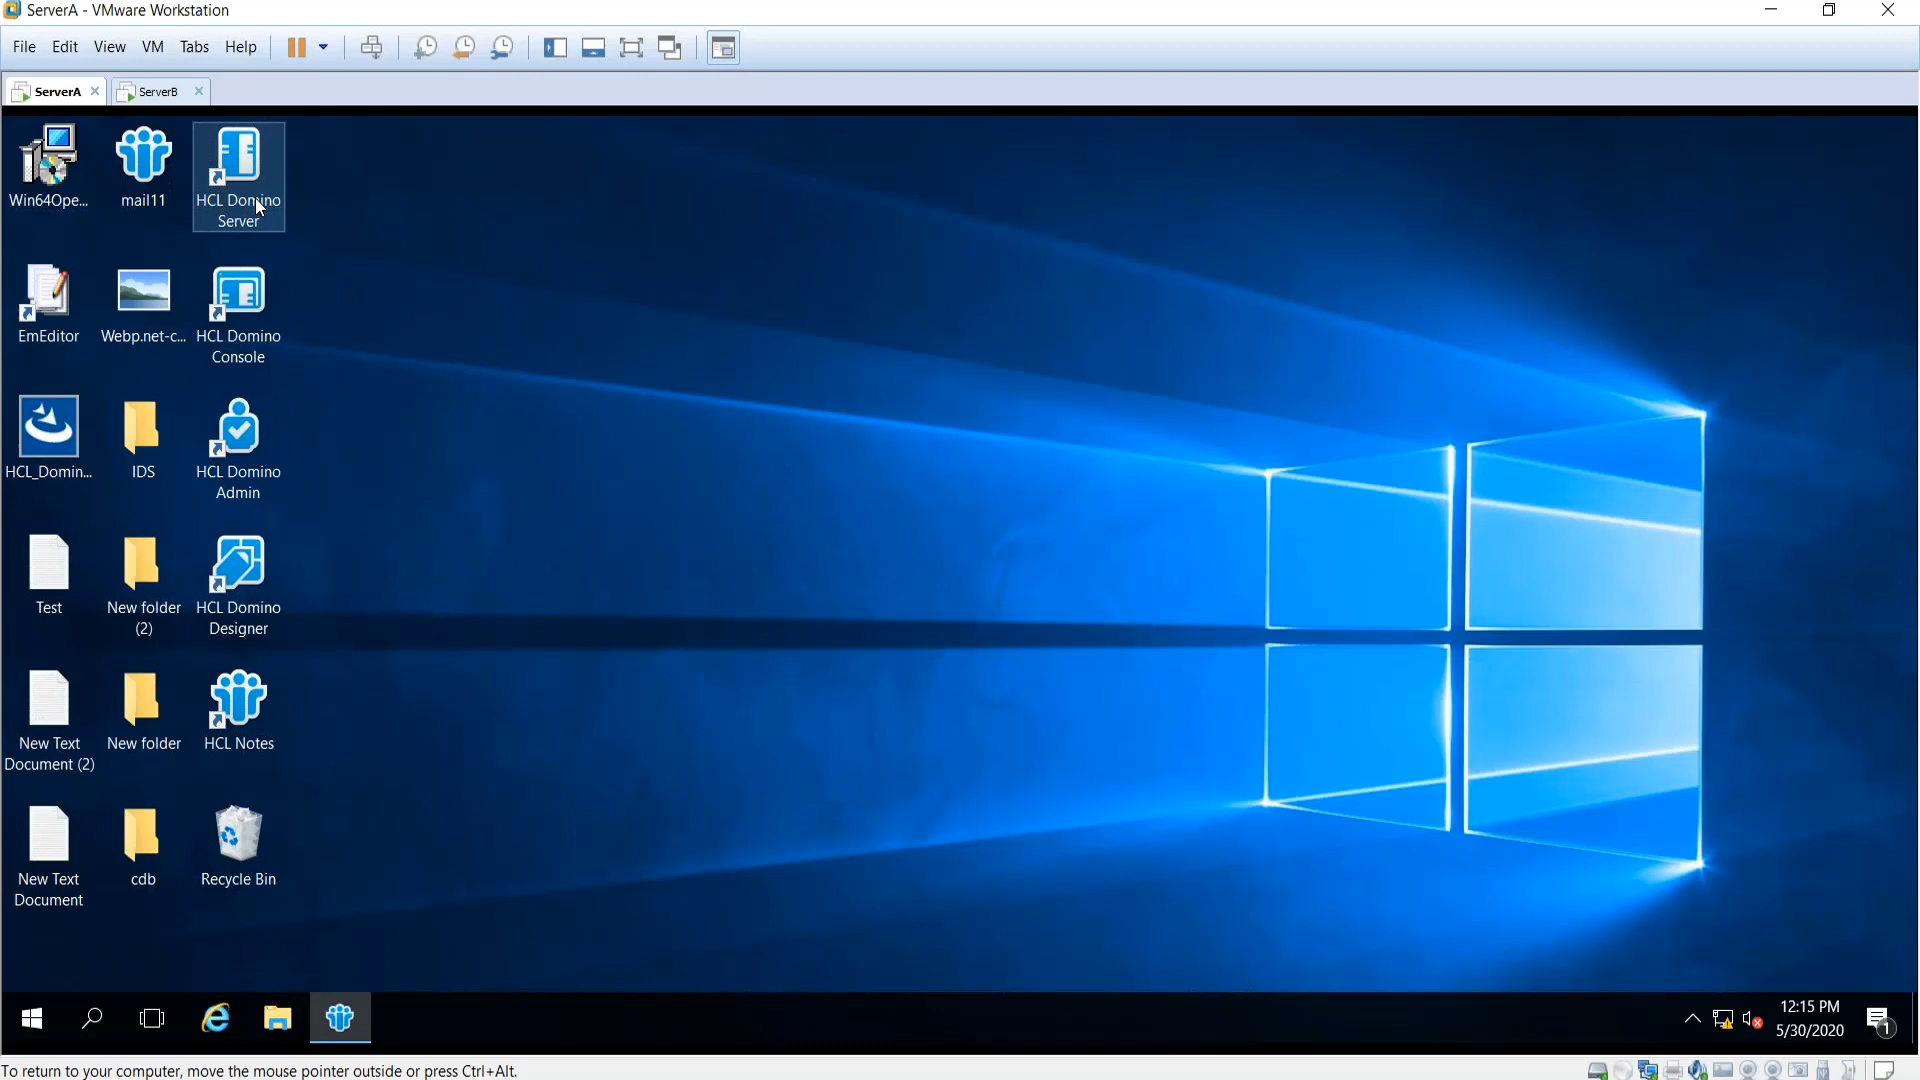 ServerA - VMware Workstation
File Edit View VM Tabs Help
ServerA ServerB
Win64Ope... mail11 HCL Domino
Server
EmEditor Webp.net-c... HCL Domino
Console
HCL_Domin... IDS HCL Domino
Admin
Test New folder
(2) HCL Domino
Designer
New Text
Document (2) New folder HCL Notes
New Text
Document cdb Recycle Bin
12:15 PM
5/30/2020
1
To return to your computer, move the mouse pointer outside or press Ctrl+Alt.